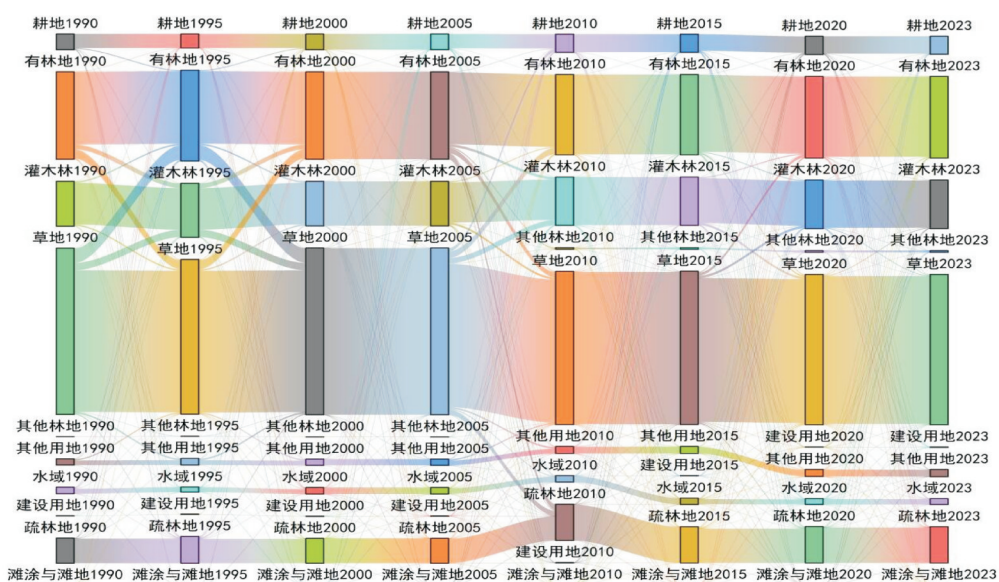 耕地1990 耕地1995 耕地2000 耕地2005 耕地2010 耕地2015 耕地2020 耕地2023
有林地1990 有林地1995 有林地2000 有林地2005 有林地2010 有林地2015 有林地2020 有林地2023
灌木林1990 灌木林1995 灌木林2000 灌木林2005 灌木林2010 灌木林2015 灌木林2020 灌木林2023
草地1990 草地1995 草地2000 草地2005 其他林地2010 其他林地2015 其他林地2020 其他林地2023
草地2010 草地2015 草地2020 草地2023
其他林地1990 其他林地1995 其他林地2000 其他林地2005 其他用地2010 其他用地2015 建设用地2020 建设用地2023
其他用地1990 其他用地1995 其他用地2000 其他用地2005 水域2010 建设用地2015 其他用地2020 其他用地2023
水域1990 水域1995 水域2000 水域2005 疏林地2010 水域2015 水域2020 水域2023
建设用地1990 建设用地1995 建设用地2000 建设用地2005
疏林地1990 疏林地1995 疏林地2000 疏林地2005 建设用地2010 疏林地2015 疏林地2020 疏林地2023
滩涂与滩地1990 滩涂与滩地1995 滩涂与滩地2000 滩涂与滩地2005 滩涂与滩地2010 滩涂与滩地2015 滩涂与滩地2020 滩涂与滩地2023